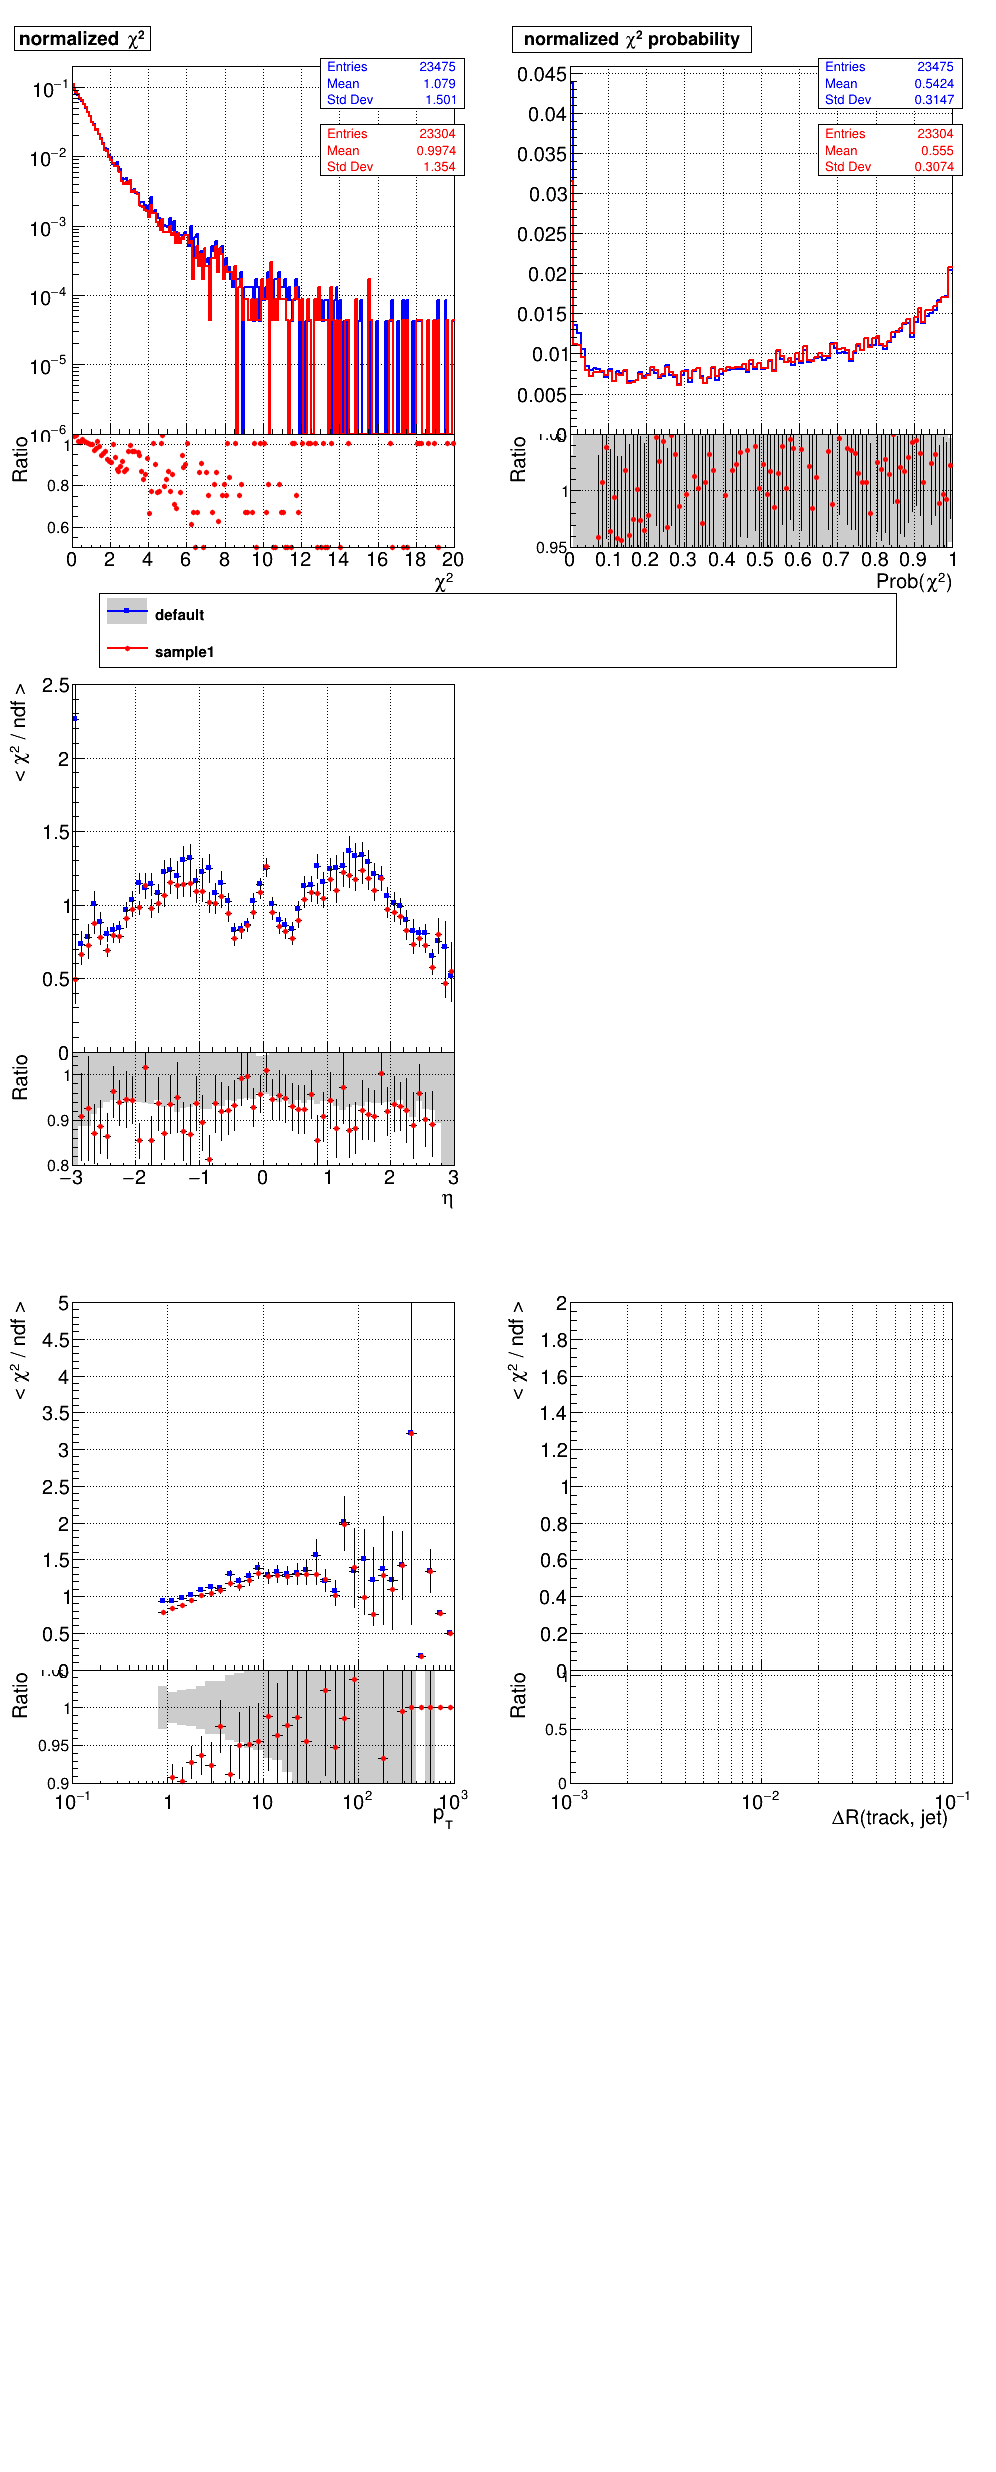 normalized χ²
Entries 23475
Mean 1.079
Std Dev 1.501
Entries 23304
Mean 0.9974
Std Dev 1.354
10⁻¹
10⁻²
10⁻³
10⁻⁴
10⁻⁵
10⁻⁶
Ratio
1
0.8
0.6
0 2 4 6 8 10 12 14 16 18 20
χ²
normalized χ² probability
Entries 23475
Mean 0.5424
Std Dev 0.3147
Entries 23304
Mean 0.555
Std Dev 0.3074
0.045
0.04
0.035
0.03
0.025
0.02
0.015
0.01
0.005
0
Ratio
1
0.95
0 0.1 0.2 0.3 0.4 0.5 0.6 0.7 0.8 0.9 1
Prob(χ²)
default
sample1
< χ² / ndf >
2.5
2
1.5
1
0.5
0
Ratio
1
0.9
0.8
−3 −2 −1 0 1 2 3
η
< χ² / ndf >
5
4.5
4
3.5
3
2.5
2
1.5
1
0.5
0
Ratio
1
0.95
0.9
10⁻¹ 1 10 10² 10³
p_T
< χ² / ndf >
2
1.8
1.6
1.4
1.2
1
0.8
0.6
0.4
0.2
0
Ratio
1
0.5
0
10⁻³ 10⁻² 10⁻¹
ΔR(track, jet)